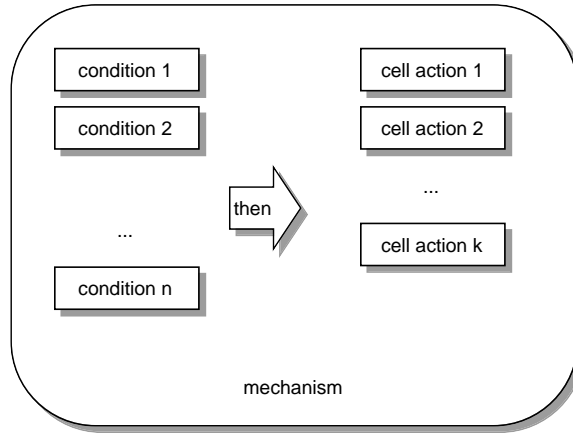 condition 1
condition 2
...
condition n
then
cell action 1
cell action 2
...
cell action k
mechanism